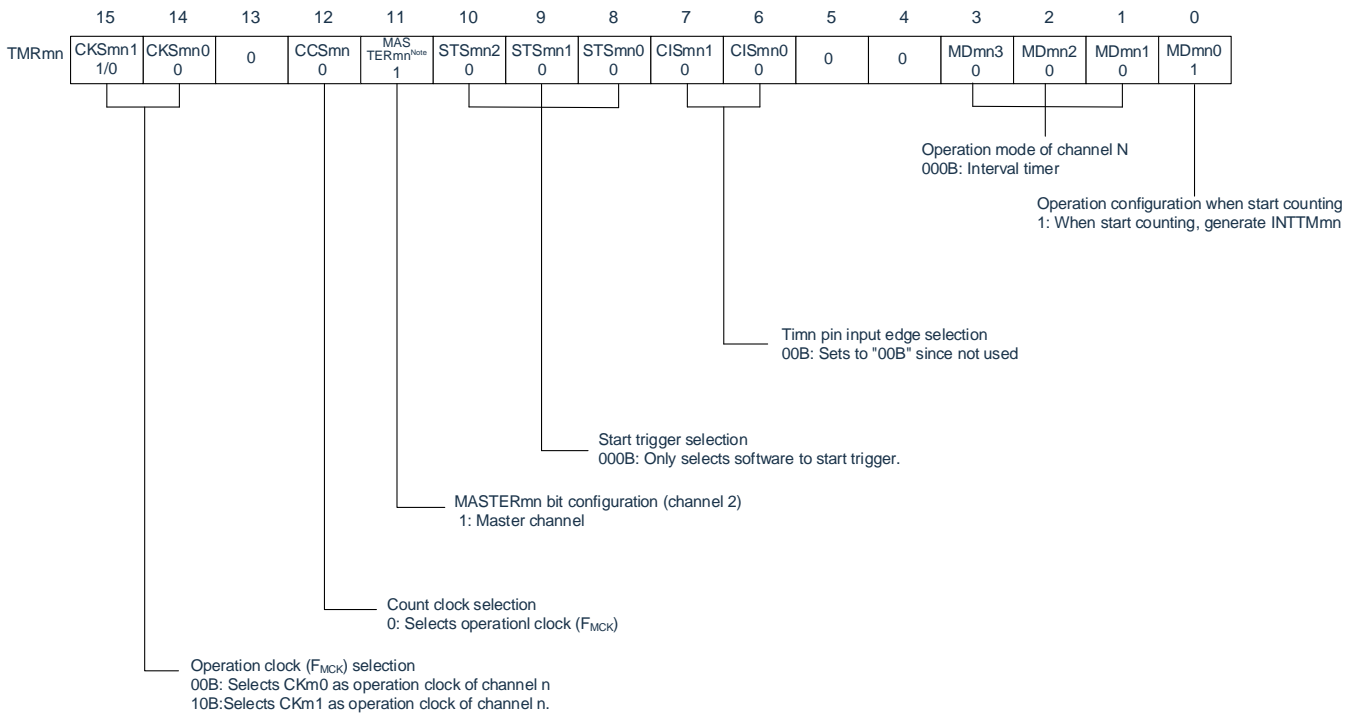 15 14 13 12 11 10 9 8 7 6 5 4 3 2 1 0
TMRmn
CKSmn1 CKSmn0 0 CCSmn MAS STSmn2 STSmn1 STSmn0 CISmn1 CISmn0 0 0 MDmn3 MDmn2 MDmn1 MDmn0
TERmnNote
1/0 0 0 1 0 0 0 0 0 0 0 0 1
Operation mode of channel N
000B: Interval timer
Operation configuration when start counting
1: When start counting, generate INTTMmn
Timn pin input edge selection
00B: Sets to "00B" since not used
Start trigger selection
000B: Only selects software to start trigger.
MASTERmn bit configuration (channel 2)
1: Master channel
Count clock selection
0: Selects operationl clock (FMCK)
Operation clock (FMCK) selection
00B: Selects CKm0 as operation clock of channel n
10B:Selects CKm1 as operation clock of channel n.